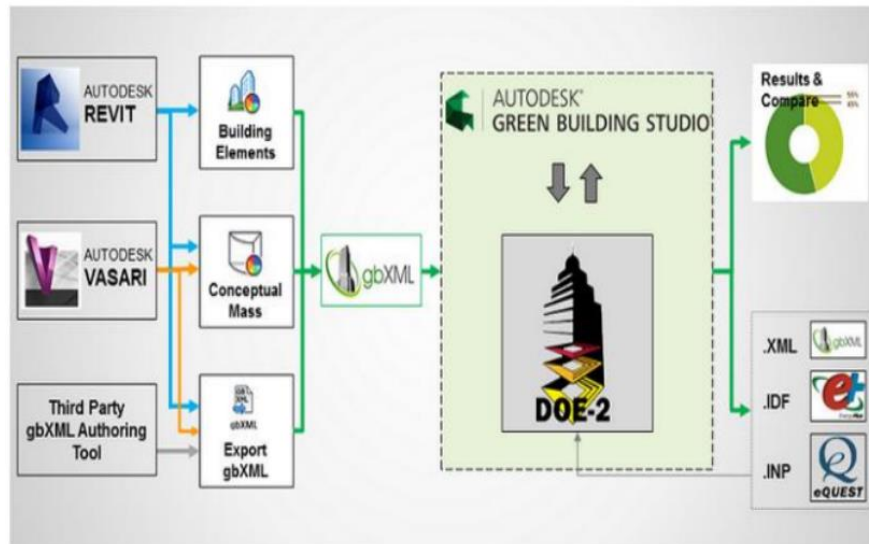 AUTODESK
REVIT
Building
Elements
AUTODESK
VASARI
Conceptual
Mass
Third Party
gbXML Authoring
Tool
gbXML
Export
gbXML
gbXML
AUTODESK®
GREEN BUILDING STUDIO
DOE-2
Results &
Compare
.XML
gbXML
.IDF
.INP
eQUEST